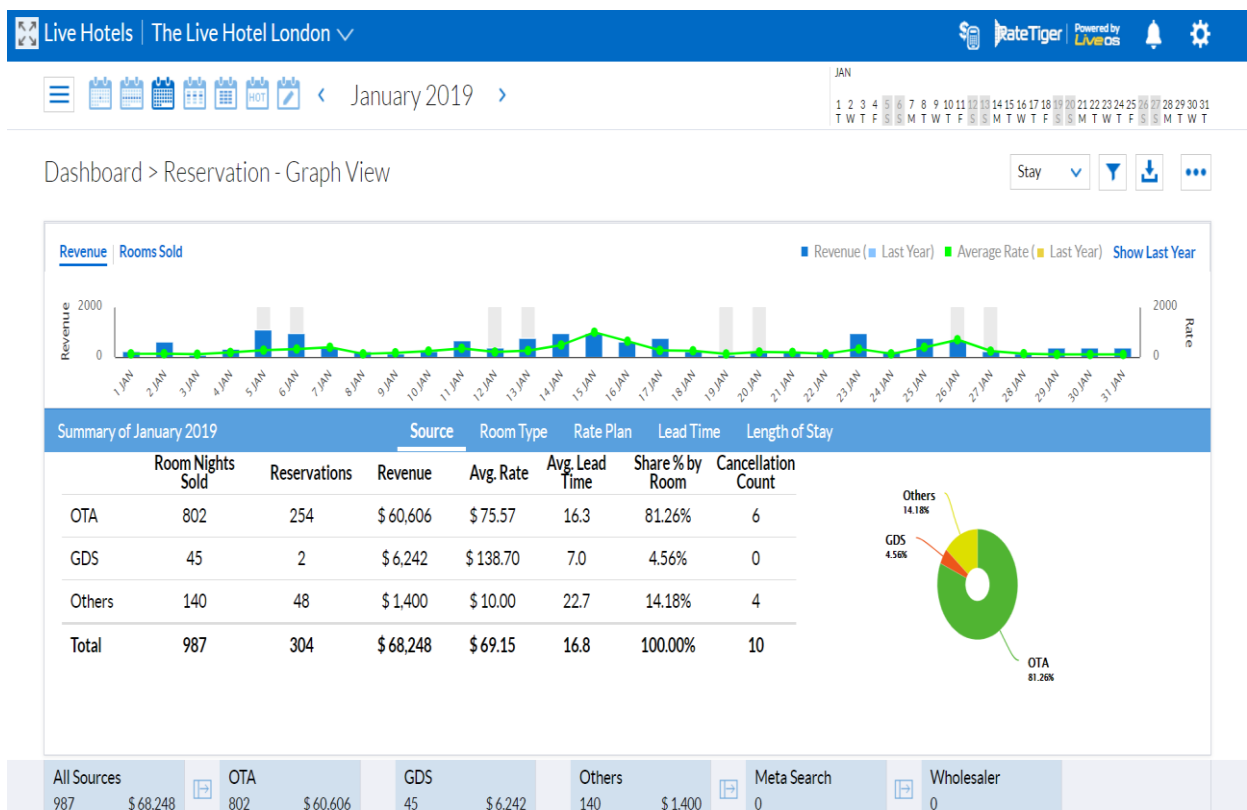 Live Hotels | The Live Hotel London
RateTiger | Powered by LiveOS
HOT
January 2019
JAN
1 2 3 4 5 6 7 8 9 10 11 12 13 14 15 16 17 18 19 20 21 22 23 24 25 26 27 28 29 30 31
T W T F S S M T W T F S S M T W T F S S M T W T F S S M T W T
Dashboard > Reservation - Graph View
Stay
Revenue | Rooms Sold
Revenue ( Last Year) Average Rate ( Last Year) Show Last Year
Revenue
2000
0
2000
0
Rate
1 JAN 2 JAN 3 JAN 4 JAN 5 JAN 6 JAN 7 JAN 8 JAN 9 JAN 10 JAN 11 JAN 12 JAN 13 JAN 14 JAN 15 JAN 16 JAN 17 JAN 18 JAN 19 JAN 20 JAN 21 JAN 22 JAN 23 JAN 24 JAN 25 JAN 26 JAN 27 JAN 28 JAN 29 JAN 30 JAN 31 JAN
Summary of January 2019 Source Room Type Rate Plan Lead Time Length of Stay
Room Nights Sold Reservations Revenue Avg. Rate Avg. Lead Time Share % by Room Cancellation Count
OTA 802 254 $ 60,606 $ 75.57 16.3 81.26% 6
GDS 45 2 $ 6,242 $ 138.70 7.0 4.56% 0
Others 140 48 $ 1,400 $ 10.00 22.7 14.18% 4
Total 987 304 $ 68,248 $ 69.15 16.8 100.00% 10
Others
14.18%
GDS
4.56%
OTA
81.26%
All Sources OTA GDS Others Meta Search Wholesaler
987 $ 68,248 802 $ 60,606 45 $ 6,242 140 $ 1,400 0 0